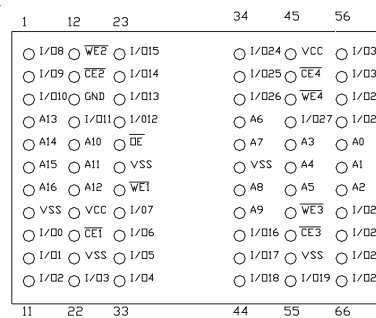 1 12 23 34 45 56
I/O8 WE2 I/O15 I/O24 VCC I/O3
I/O9 CE2 I/O14 I/O25 CE4 I/O3
I/O10 GND I/O13 I/O26 WE4 I/O2
A13 I/O11 I/O12 A6 I/O27 I/O2
A14 A10 OE A7 A3 A0
A15 A11 VSS VSS A4 A1
A16 A12 WE1 A8 A5 A2
VSS VCC I/O7 A9 WE3 I/O2
I/O0 CE1 I/O6 I/O16 CE3 I/O2
I/O1 VSS I/O5 I/O17 VSS I/O2
I/O2 I/O3 I/O4 I/O18 I/O19 I/O2
11 22 33 44 55 66